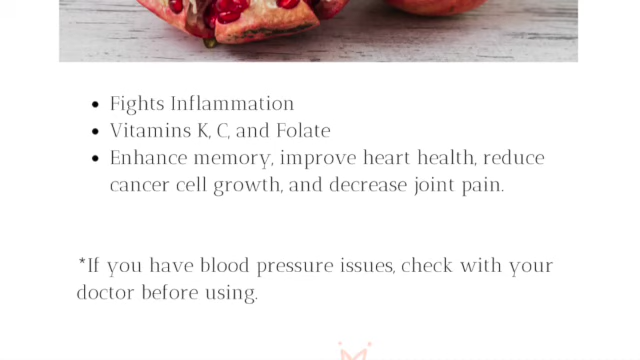 Fights Inflammation
Vitamins K, C, and Folate
Enhance memory, improve heart health, reduce
cancer cell growth, and decrease joint pain.
*If you have blood pressure issues, check with your
doctor before using.